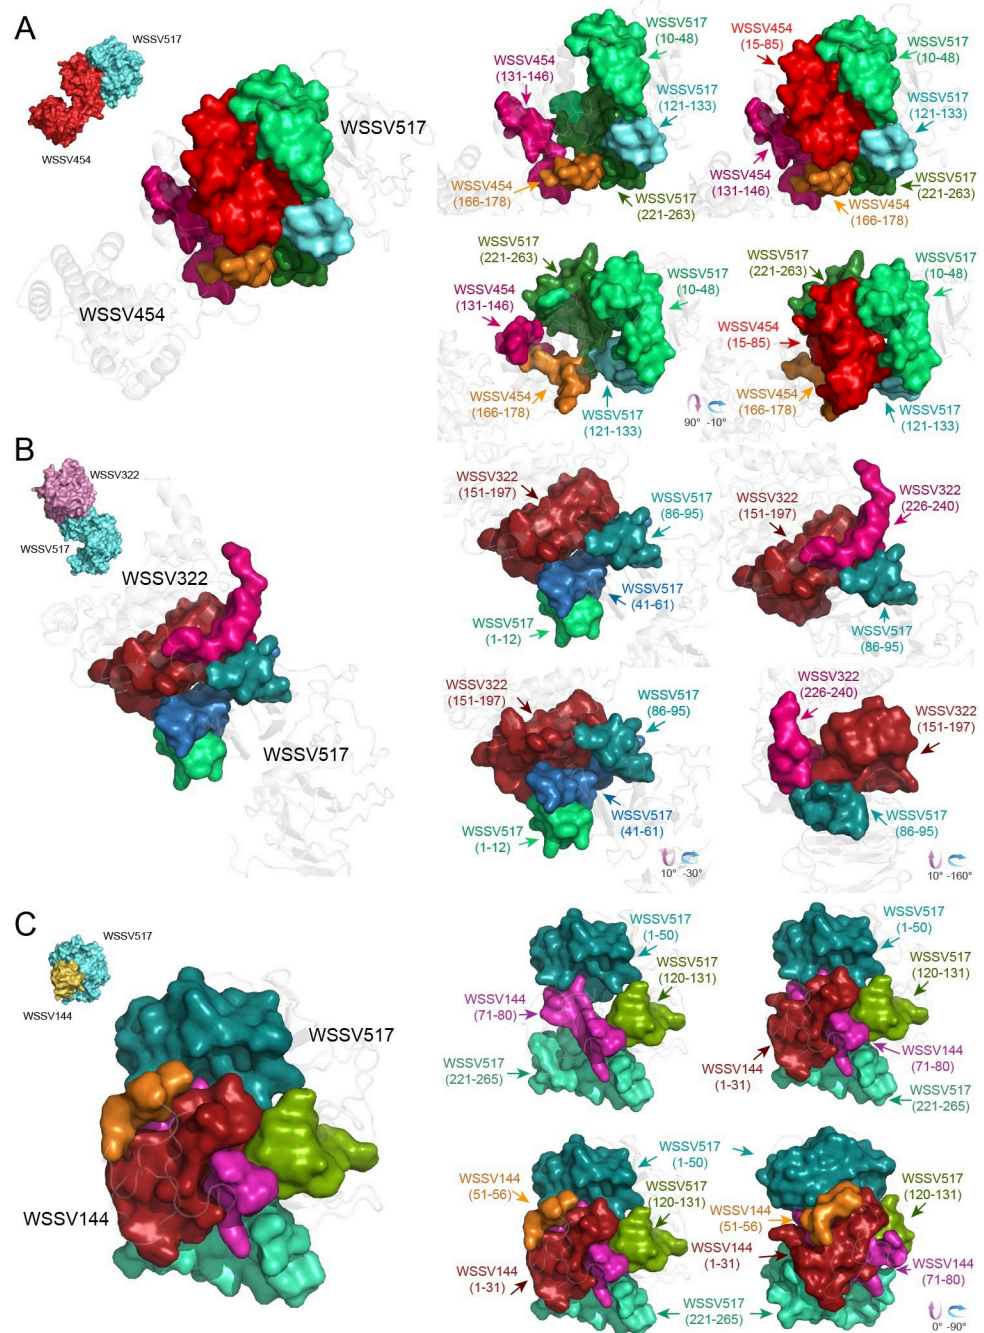 A
WSSV517
WSSV454
WSSV517
WSSV454
WSSV517
(10-48)
WSSV454
(131-146)
WSSV517
(121-133)
WSSV454
(166-178)
WSSV517
(221-263)
WSSV454
(15-85)
WSSV517
(10-48)
WSSV517
(121-133)
WSSV454
(131-146)
WSSV517
(221-263)
WSSV454
(166-178)
WSSV517
(221-263)
WSSV517
(10-48)
WSSV454
(131-146)
WSSV454
(166-178)
WSSV517
(121-133)
WSSV517
(221-263)
WSSV517
(10-48)
WSSV454
(15-85)
WSSV454
(166-178)
WSSV517
(121-133)
90° -10°
B
WSSV322
WSSV517
WSSV322
WSSV517
WSSV322
(151-197)
WSSV517
(86-95)
WSSV517
(41-61)
WSSV517
(1-12)
WSSV322
(151-197)
WSSV322
(226-240)
WSSV517
(86-95)
WSSV322
(151-197)
WSSV517
(86-95)
WSSV517
(41-61)
WSSV517
(1-12)
10° -30°
WSSV322
(226-240)
WSSV322
(151-197)
WSSV517
(86-95)
10° -160°
C
WSSV517
WSSV144
WSSV517
WSSV144
WSSV517
(1-50)
WSSV517
(120-131)
WSSV144
(71-80)
WSSV517
(221-265)
WSSV517
(1-50)
WSSV517
(120-131)
WSSV144
(71-80)
WSSV144
(1-31)
WSSV517
(221-265)
WSSV517
(1-50)
WSSV144
(51-56)
WSSV517
(120-131)
WSSV144
(1-31)
WSSV517
(221-265)
WSSV517
(120-131)
WSSV144
(51-56)
WSSV144
(1-31)
WSSV144
(71-80)
0° -90°